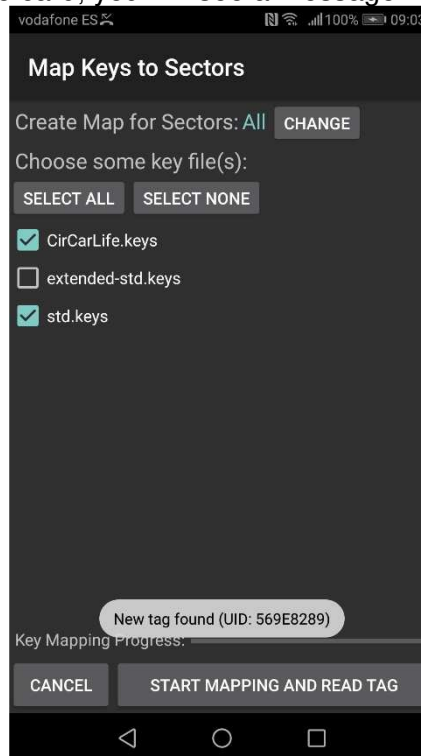 vodafone ES 100% 09:03
Map Keys to Sectors
Create Map for Sectors: All CHANGE
Choose some key file(s):
SELECT ALL SELECT NONE
CirCarLife.keys
extended-std.keys
std.keys
New tag found (UID: 569E8289)
Key Mapping Progress:
CANCEL START MAPPING AND READ TAG